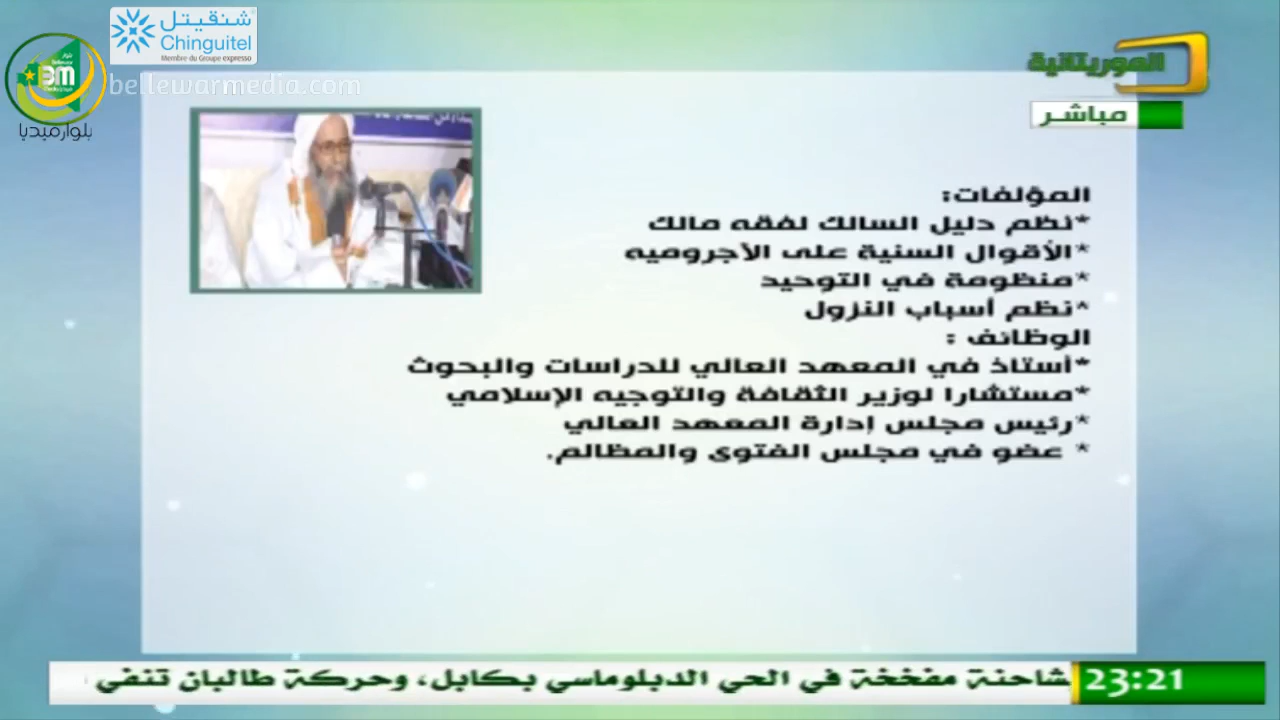 شنقيتل
Chinguitel
Membre du Groupe expresso
bellewarmedia.com
BM
بلوارميديا
الموريتانية
مباشر
المؤلفات:
*نظم دليل السالك لفقه مالك
*الأقوال السنية على الأجروميه
*منظومة في التوحيد
*نظم أسباب النزول
الوظائف :
*أستاذ في المعهد العالي للدراسات والبحوث
*مستشارا لوزير الثقافة والتوجيه الإسلامي
*رئيس مجلس إدارة المعهد العالي
* عضو في مجلس الفتوى والمظالم.
شاحنة مفخخة في الحي الدبلوماسي بكابل، وحركة طالبان تنفي
23:21